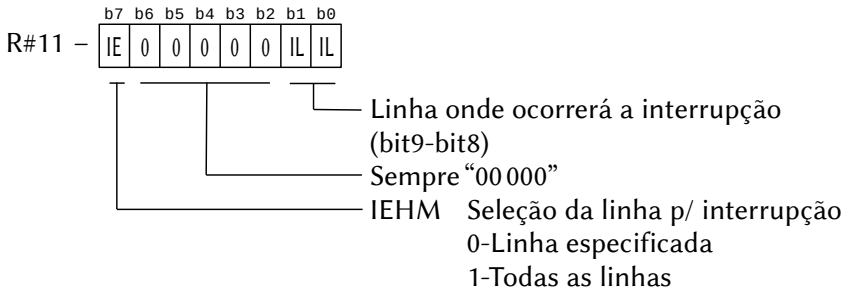 b7 b6 b5 b4 b3 b2 b1 b0
R#11 – IE 0 0 0 0 0 IL IL
Linha onde ocorrerá a interrupção
(bit9-bit8)
Sempre “00 000”
IEHM Seleção da linha p/ interrupção
0-Linha especificada
1-Todas as linhas